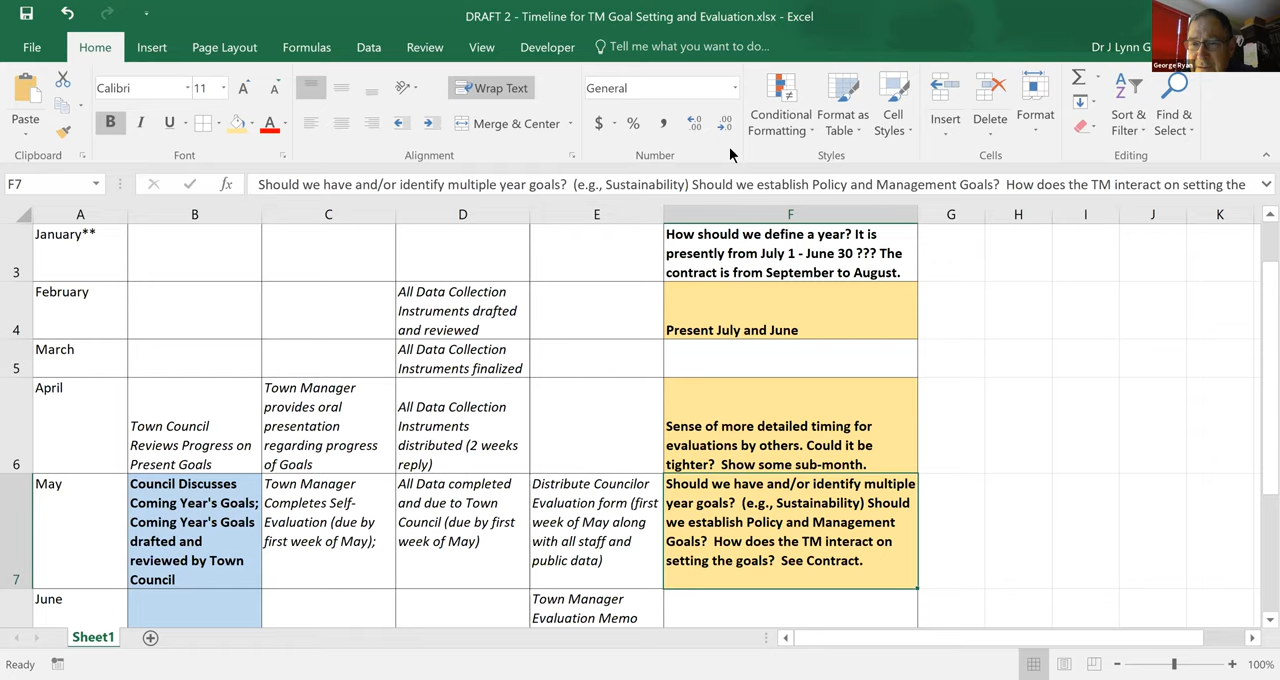 DRAFT 2 - Timeline for TM Goal Setting and Evaluation.xlsx - Excel
File Home Insert Page Layout Formulas Data Review View Developer Tell me what you want to do... Dr J Lynn G
George Ryan
Calibri 11 A A Wrap Text General
Paste B I U A Merge & Center $ % , Conditional Formatting Format as Table Cell Styles Insert Delete Format Sort & Filter Find & Select
Clipboard Font Alignment Number Styles Cells Editing
F7 fx Should we have and/or identify multiple year goals? (e.g., Sustainability) Should we establish Policy and Management Goals? How does the TM interact on setting the
A B C D E F G H I J K
3
January**
How should we define a year? It is
presently from July 1 - June 30 ??? The
contract is from September to August.
4
February
All Data Collection
Instruments drafted
and reviewed
Present July and June
5
March
All Data Collection
Instruments finalized
6
April
Town Council
Reviews Progress on
Present Goals
Town Manager
provides oral
presentation
regarding progress
of Goals
All Data Collection
Instruments
distributed (2 weeks
reply)
Sense of more detailed timing for
evaluations by others. Could it be
tighter? Show some sub-month.
7
May
Council Discusses
Coming Year's Goals;
Coming Year's Goals
drafted and
reviewed by Town
Council
Town Manager
Completes Self-
Evaluation (due by
first week of May);
All Data completed
and due to Town
Council (due by first
week of May)
Distribute Councilor
Evaluation form (first
week of May along
with all staff and
public data)
Should we have and/or identify multiple
year goals? (e.g., Sustainability) Should
we establish Policy and Management
Goals? How does the TM interact on
setting the goals? See Contract.
June
Town Manager
Evaluation Memo
Sheet1
Ready 100%